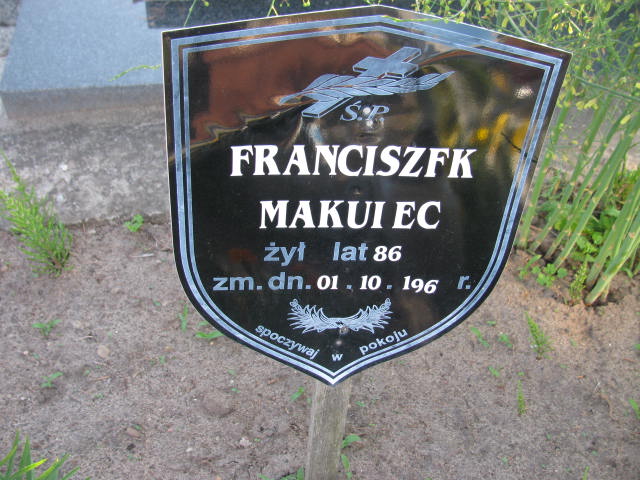 Ś.P.
FRANCISZFK
MAKUI EC
żył lat 86
zm. dn. 01 . 10 . 196 r.
spoczywaj w pokoju